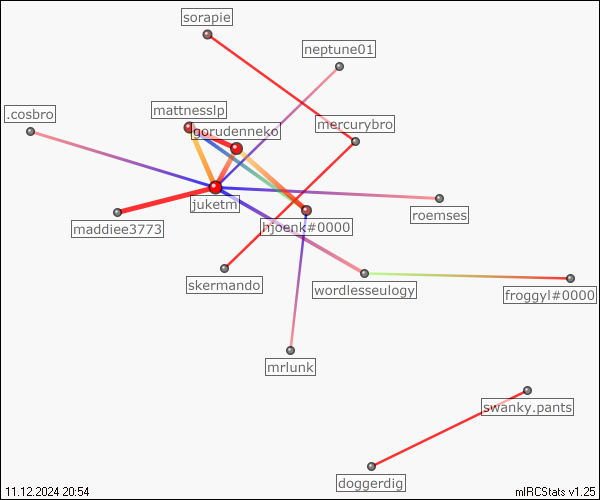 sorapie
neptune01
mattnesslp
.cosbro
gorudenneko
mercurybro
juketm
roemses
maddiee3773
hjoenk#0000
skermando
wordlesseulogy
froggyl#0000
mrlunk
swanky.pants
doggerdig
11.12.2024 20:54
mIRCStats v1.25